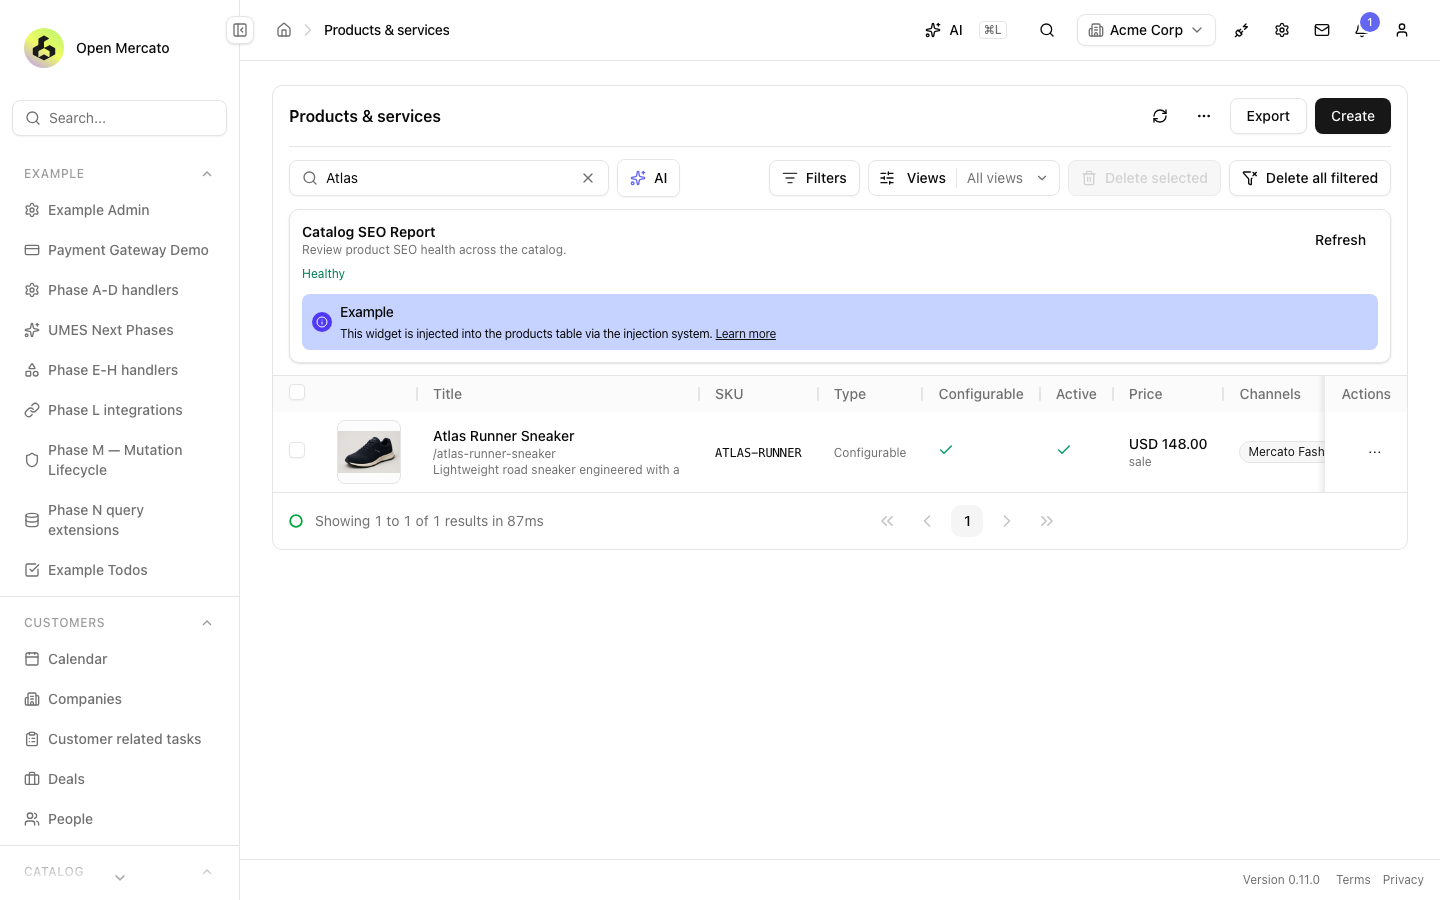 Open Mercato
Products & services
AI
⌘L
Acme Corp
1
Search...
EXAMPLE
Example Admin
Payment Gateway Demo
Phase A-D handlers
UMES Next Phases
Phase E-H handlers
Phase L integrations
Phase M — Mutation
Lifecycle
Phase N query
extensions
Example Todos
CUSTOMERS
Calendar
Companies
Customer related tasks
Deals
People
CATALOG
Products & services
Export
Create
Atlas
AI
Filters
Views
All views
Delete selected
Delete all filtered
Catalog SEO Report
Review product SEO health across the catalog.
Healthy
Refresh
Example
This widget is injected into the products table via the injection system. Learn more
Title
SKU
Type
Configurable
Active
Price
Channels
Actions
Atlas Runner Sneaker
/atlas-runner-sneaker
Lightweight road sneaker engineered with a
ATLAS-RUNNER
Configurable
USD 148.00
sale
Mercato Fash
Showing 1 to 1 of 1 results in 87ms
1
Version 0.11.0
Terms
Privacy